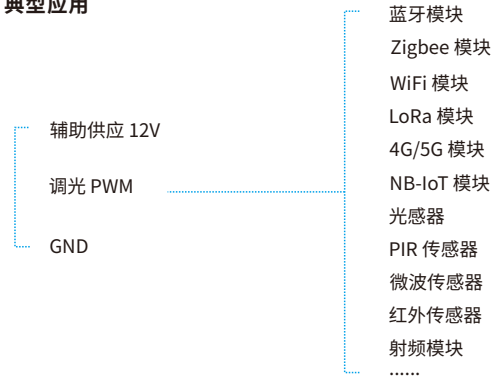 典型应用
辅助供应 12V
调光 PWM
GND
蓝牙模块
Zigbee 模块
WiFi 模块
LoRa 模块
4G/5G 模块
NB-IoT 模块
光感器
PIR 传感器
微波传感器
红外传感器
射频模块
......